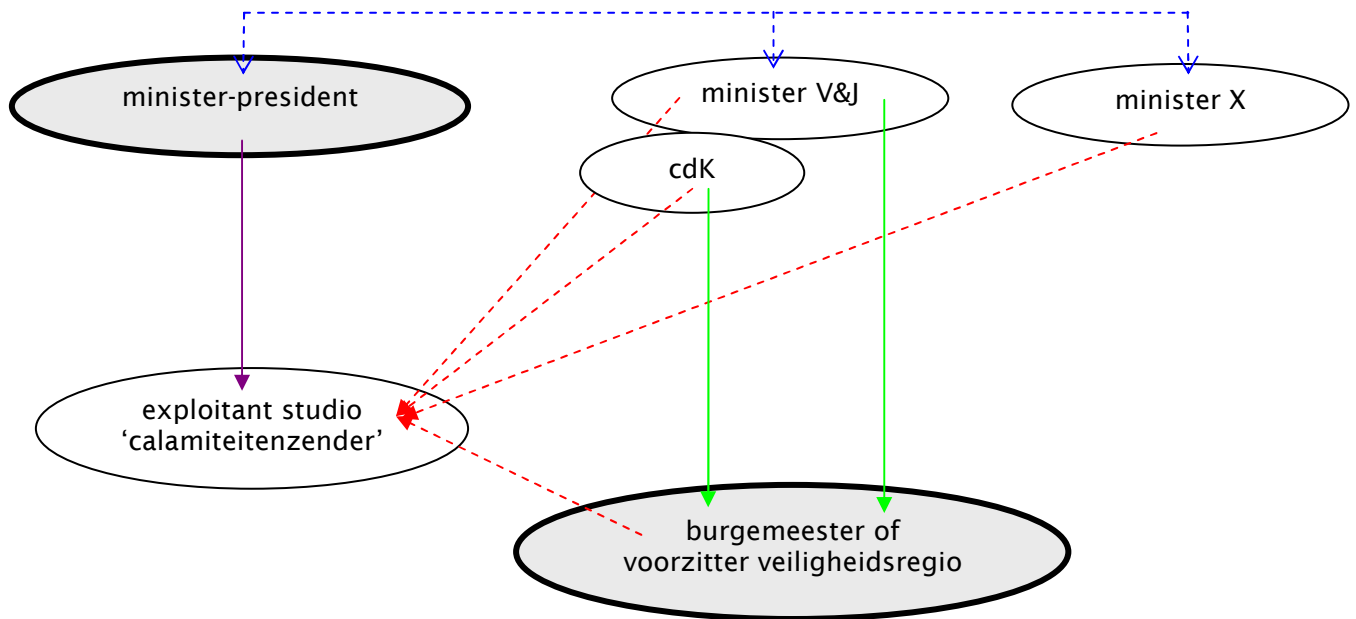 minister-president
minister V&J
minister X
cdK
exploitant studio
‘calamiteitenzender’
burgemeester of
voorzitter veiligheidsregio